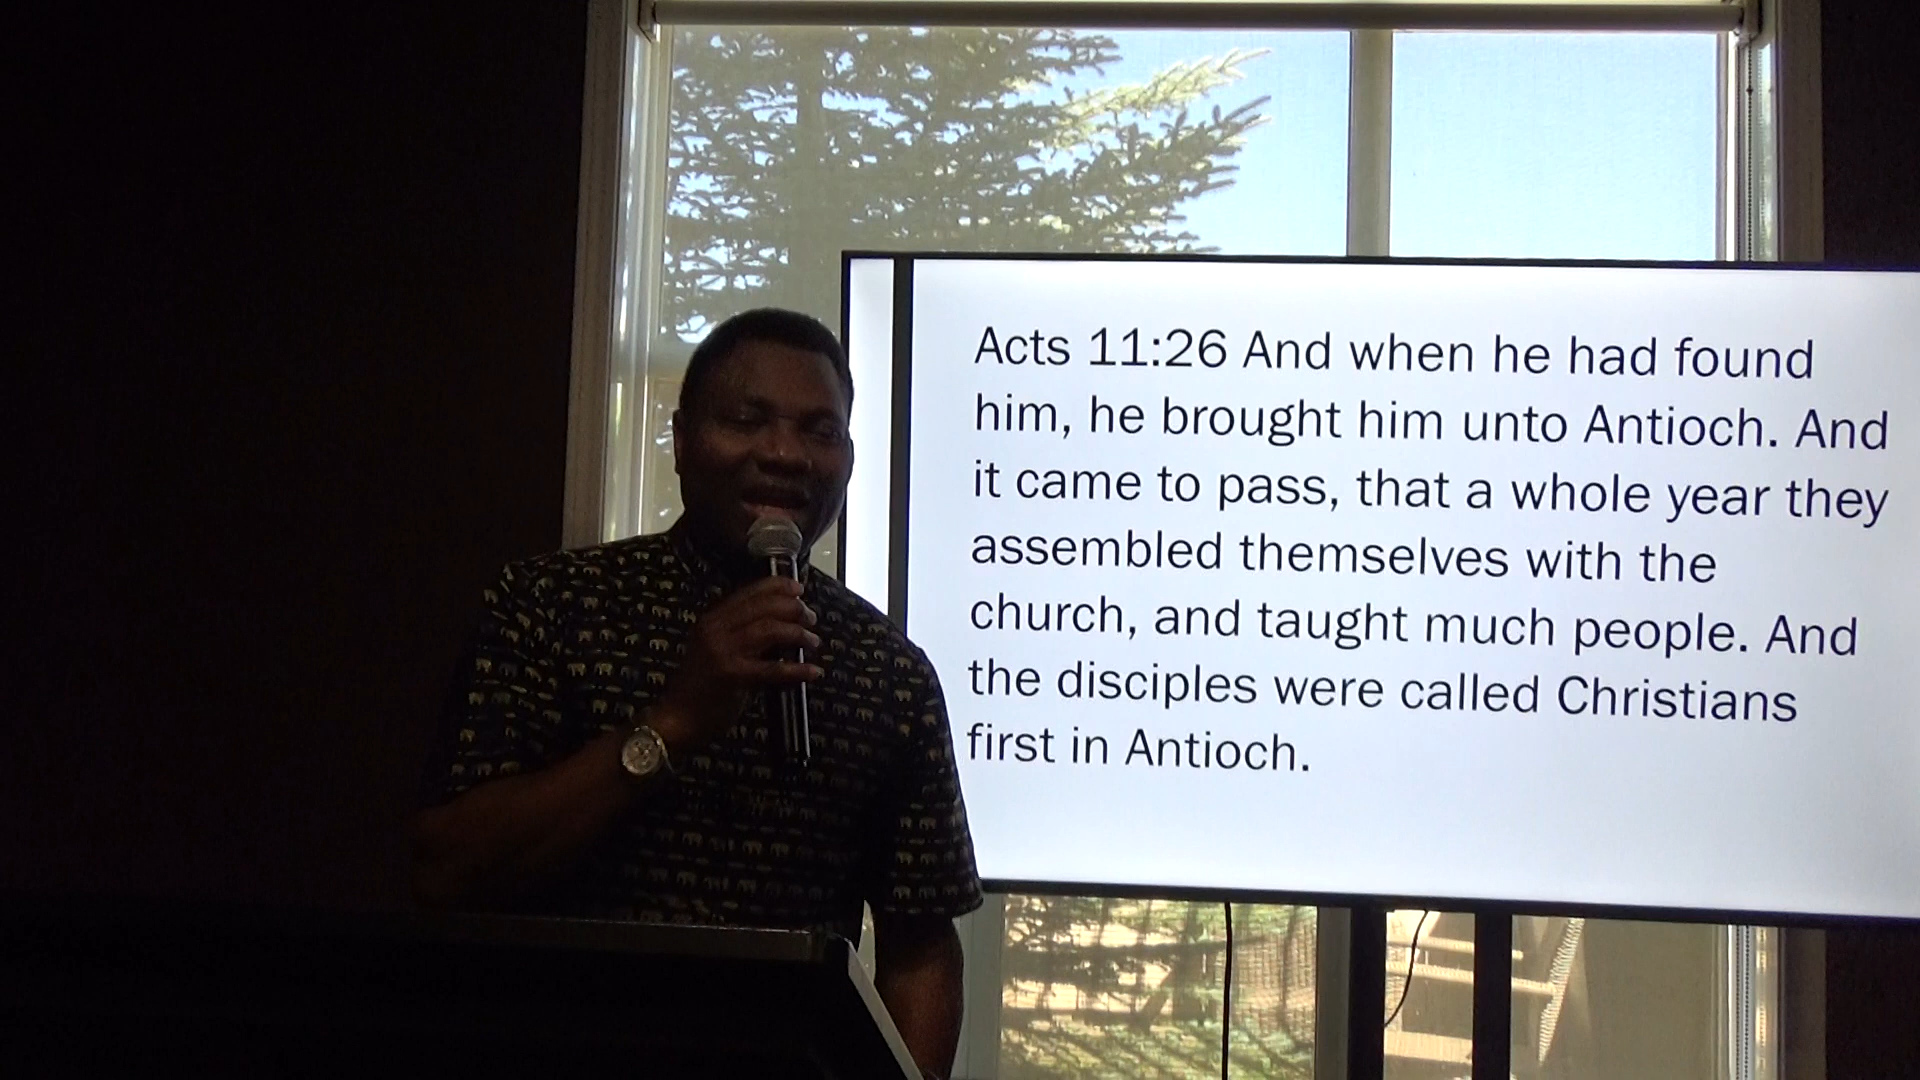 Acts 11:26 And when he had found
him, he brought him unto Antioch. And
it came to pass, that a whole year they
assembled themselves with the
church, and taught much people. And
the disciples were called Christians
first in Antioch.